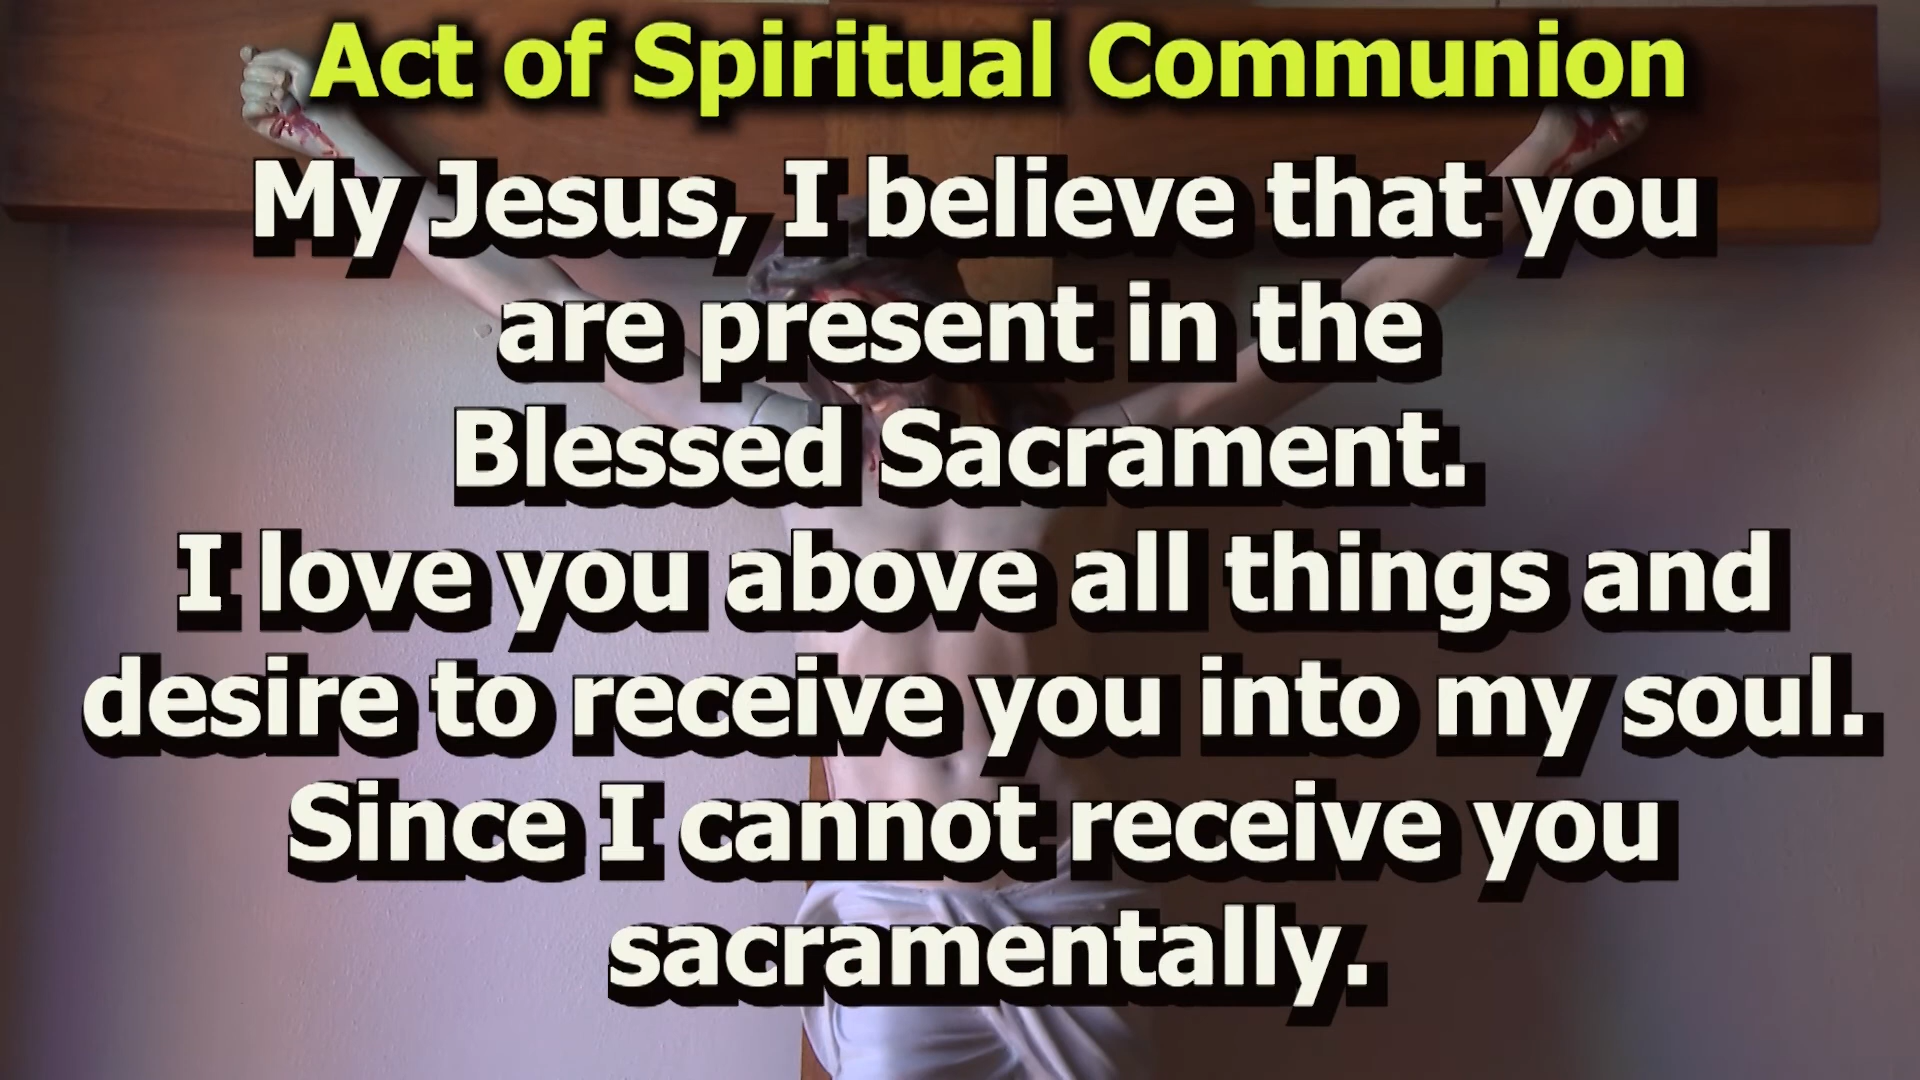 Act of Spiritual Communion
My Jesus, I believe that you
are present in the
Blessed Sacrament.
I love you above all things and
desire to receive you into my soul.
Since I cannot receive you
sacramentally.